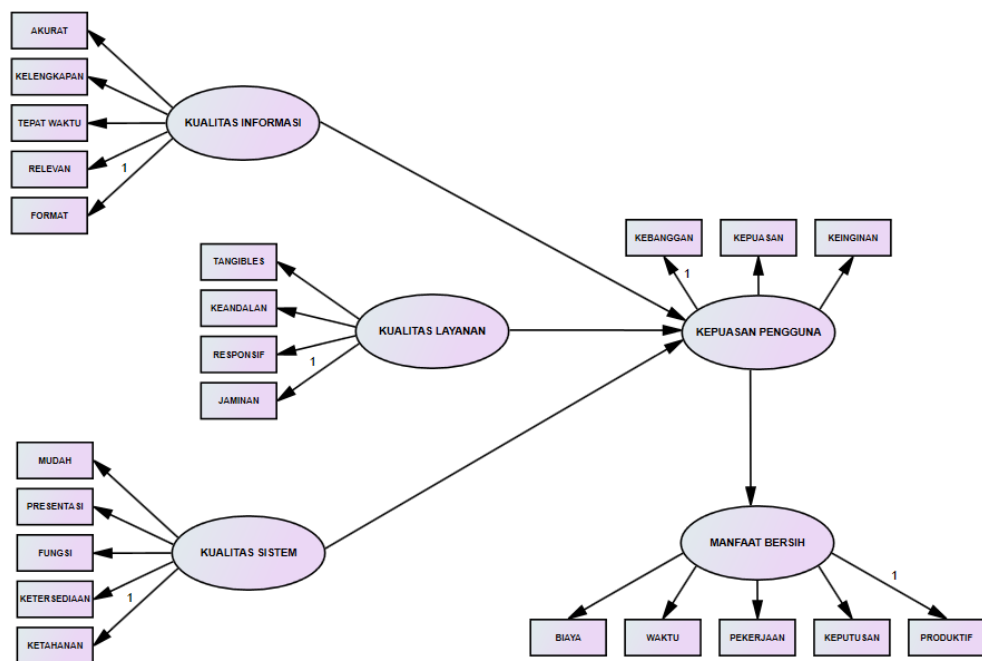 AKURAT
KELENGKAPAN
TEPAT WAKTU
RELEVAN
1
FORMAT
KUALITAS INFORMASI
TANGIBLES
KEANDALAN
RESPONSIF
1
JAMINAN
KUALITAS LAYANAN
KEBANGGAN
KEPUASAN
KEINGINAN
1
KEPUASAN PENGGUNA
MUDAH
PRESENTASI
FUNGSI
KETERSEDIAAN
1
KETAHANAN
KUALITAS SISTEM
MANFAAT BERSIH
1
BIAYA
WAKTU
PEKERJAAN
KEPUTUSAN
PRODUKTIF